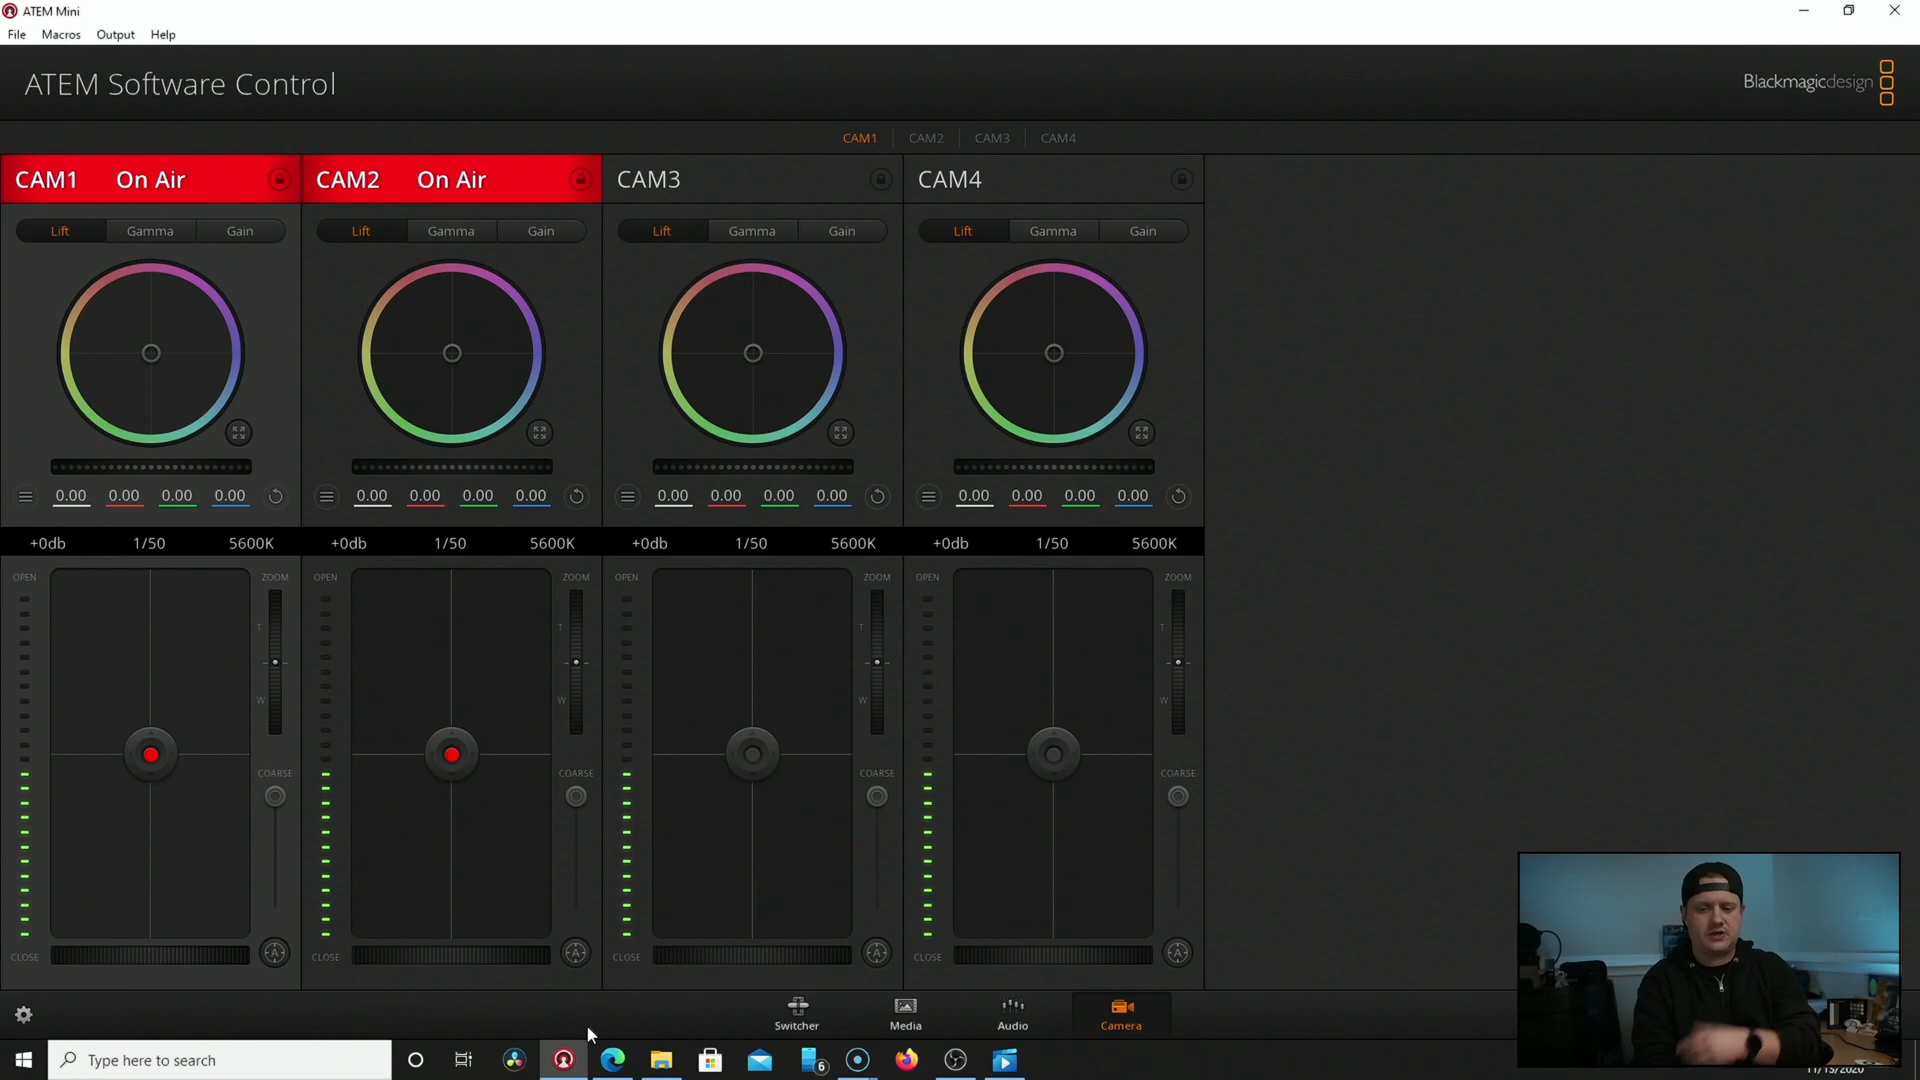 ATEM Mini
File Macros Output Help
ATEM Software Control
Blackmagicdesign
CAM1 CAM2 CAM3 CAM4
CAM1 On Air CAM2 On Air CAM3 CAM4
Lift Gamma Gain Lift Gamma Gain Lift Gamma Gain Lift Gamma Gain
0.00 0.00 0.00 0.00 0.00 0.00 0.00 0.00 0.00 0.00 0.00 0.00 0.00 0.00 0.00 0.00
+0db 1/50 5600K +0db 1/50 5600K +0db 1/50 5600K +0db 1/50 5600K
OPEN ZOOM OPEN ZOOM OPEN ZOOM OPEN ZOOM
T T T T
W W W W
COARSE COARSE COARSE COARSE
CLOSE A CLOSE A CLOSE A CLOSE A
Switcher Media Audio Camera
Type here to search
6
11/13/2020